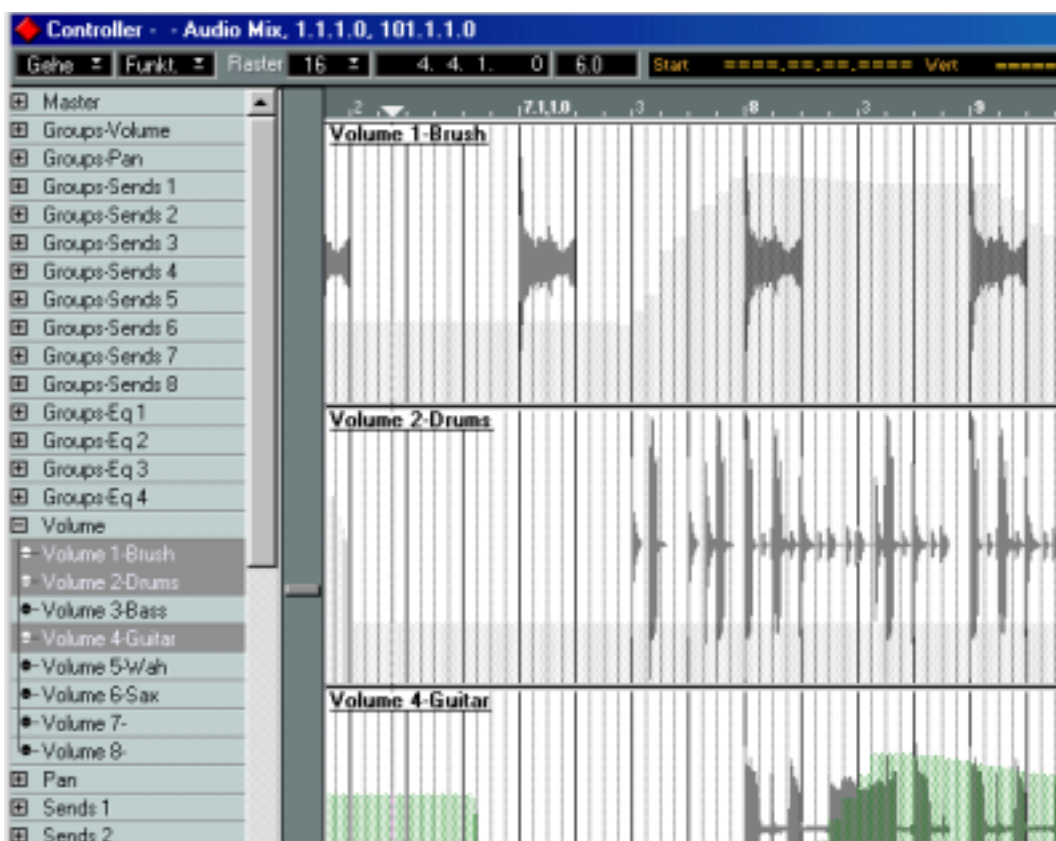 Controller - - Audio Mix, 1.1.1.0, 101.1.1.0
Gehe Funkt. Raster 16 4. 4. 1. 0 6.0 Start ====.==.==.==== Wert =====
Master
Groups-Volume
Groups-Pan
Groups-Sends 1
Groups-Sends 2
Groups-Sends 3
Groups-Sends 4
Groups-Sends 5
Groups-Sends 6
Groups-Sends 7
Groups-Sends 8
Groups-Eq 1
Groups-Eq 2
Groups-Eq 3
Groups-Eq 4
Volume
Volume 1-Brush
Volume 2-Drums
Volume 3-Bass
Volume 4-Guitar
Volume 5-Wah
Volume 6-Sax
Volume 7-
Volume 8-
Pan
Sends 1
Sends 2
2 7.1.1.0 3 8 3 9
Volume 1-Brush
Volume 2-Drums
Volume 4-Guitar